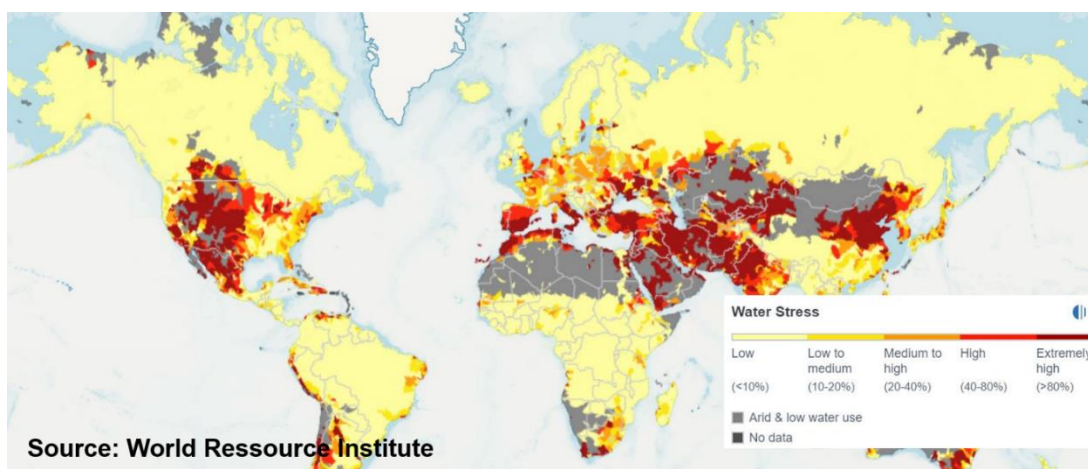 Water Stress
Low Low to medium Medium to high High Extremely high
(<10%) (10-20%) (20-40%) (40-80%) (>80%)
Arid & low water use
No data
Source: World Ressource Institute